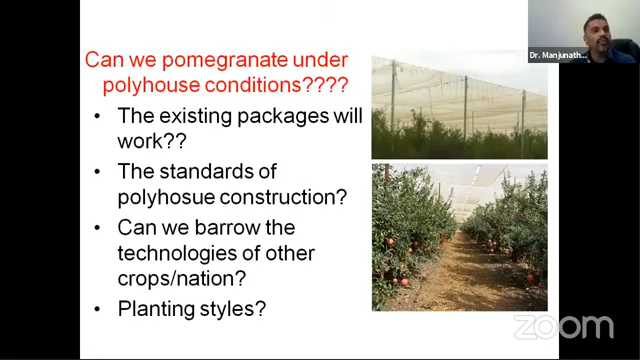 Can we pomegranate under
polyhouse conditions????
• The existing packages will
work??
• The standards of
polyhosue construction?
• Can we barrow the
technologies of other
crops/nation?
• Planting styles?
Dr. Manjunath...
zoom